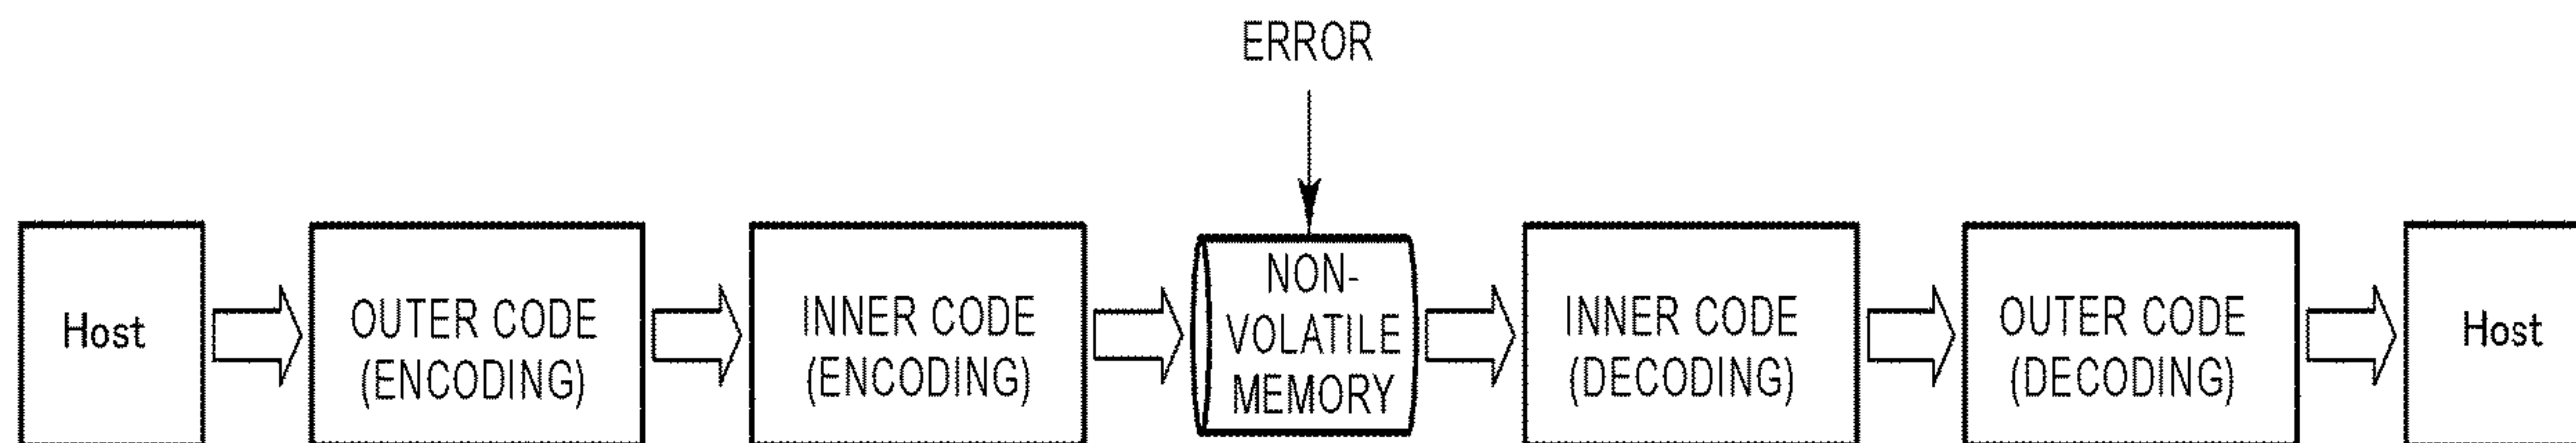 ERROR
Host
OUTER CODE
(ENCODING)
INNER CODE
(ENCODING)
NON-
VOLATILE
MEMORY
INNER CODE
(DECODING)
OUTER CODE
(DECODING)
Host